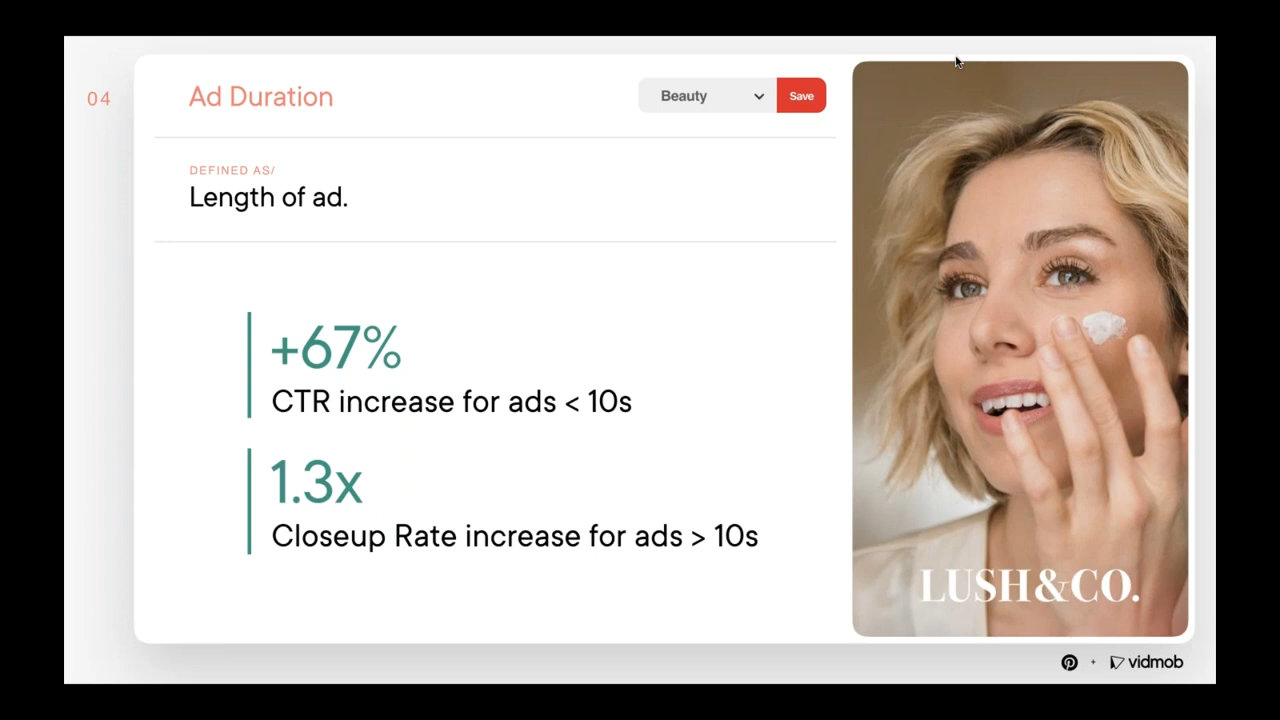 04
Ad Duration
Beauty
Save
DEFINED AS/
Length of ad.
+67%
CTR increase for ads < 10s
1.3x
Closeup Rate increase for ads > 10s
LUSH&CO.
+ vidmob